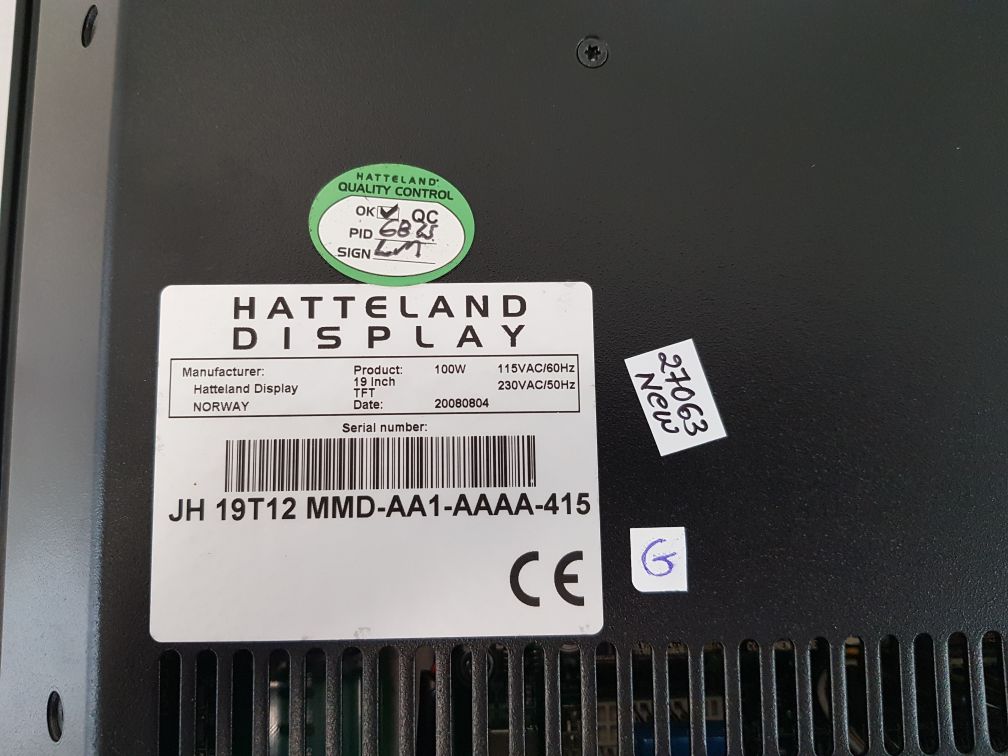 HATTELAND
QUALITY CONTROL
OK QC
PID
SIGN LM
HATTELAND
DISPLAY
Manufacturer:
Hatteland Display
NORWAY
Product: 100W 115VAC/60Hz
19 Inch 230VAC/50Hz
TFT
Date: 20080804
Serial number:
JH 19T12 MMD-AA1-AAAA-415
CE
27063
New
G